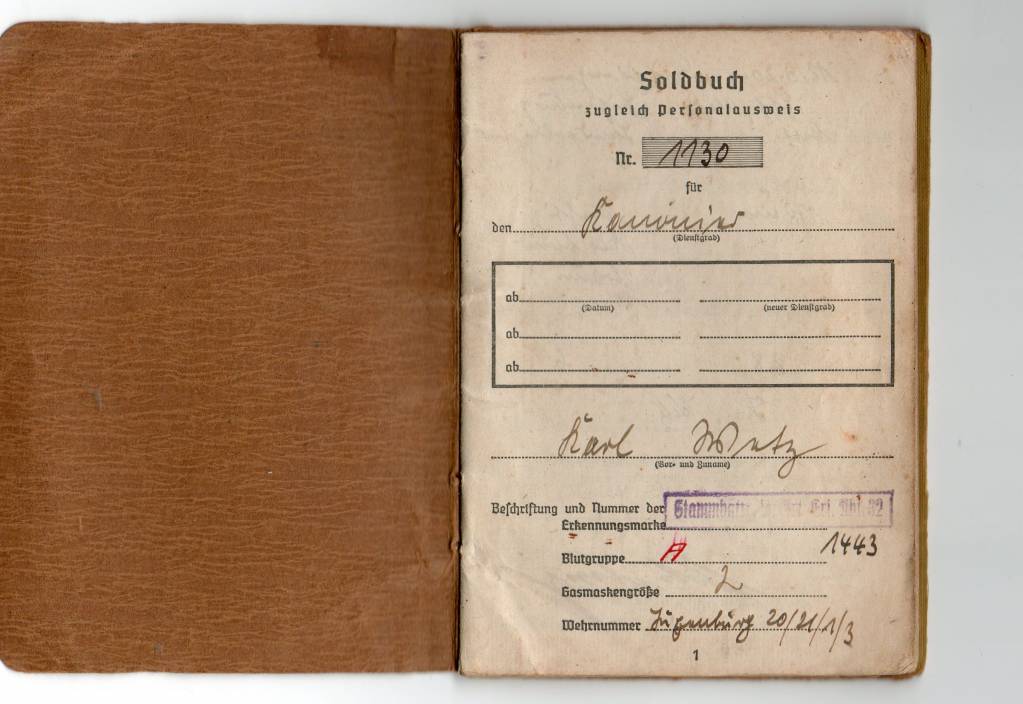 Soldbuch
zugleich Personalausweis
Nr. 1130
für
den Kanonier
(Dienstgrad)
ab
(Datum) (neuer Dienstgrad)
ab
ab
Karl Wetz
(Vor- und Zuname)
Beschriftung und Nummer der
Erkennungsmarke
1443
Blutgruppe A
Gasmaskengröße 2
Wehrnummer 20/21/1/3
1